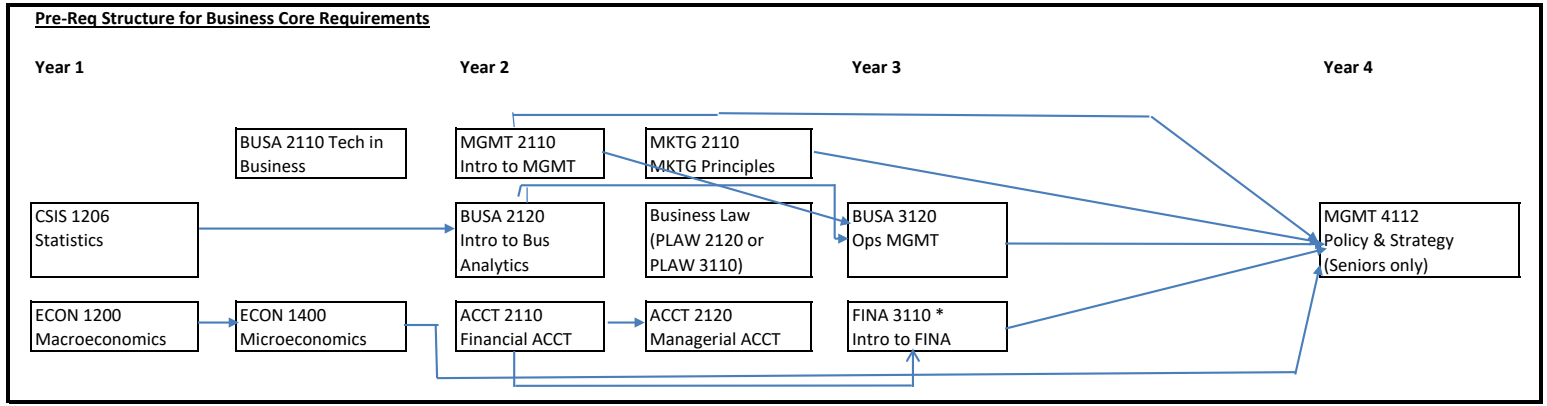 Pre-Req Structure for Business Core Requirements
Year 1
Year 2
Year 3
Year 4
BUSA 2110 Tech in
Business
MGMT 2110
Intro to MGMT
MKTG 2110
MKTG Principles
CSIS 1206
Statistics
BUSA 2120
Intro to Bus
Analytics
Business Law
(PLAW 2120 or
PLAW 3110)
BUSA 3120
Ops MGMT
MGMT 4112
Policy & Strategy
(Seniors only)
ECON 1200
Macroeconomics
ECON 1400
Microeconomics
ACCT 2110
Financial ACCT
ACCT 2120
Managerial ACCT
FINA 3110 *
Intro to FINA